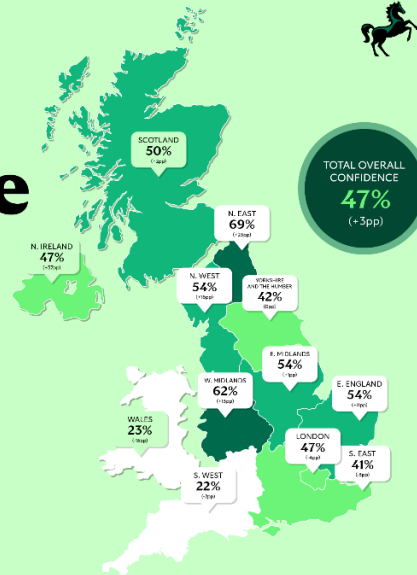 SCOTLAND
50%
TOTAL OVERALL
CONFIDENCE
47%
(+3pp)
e
N. EAST
69%
N. IRELAND
47%
N. WEST
54%
YORKSHIRE
AND THE HUMBER
42%
E. MIDLANDS
54%
W. MIDLANDS
62%
E. ENGLAND
54%
WALES
23%
LONDON
47%
S. EAST
41%
S. WEST
22%